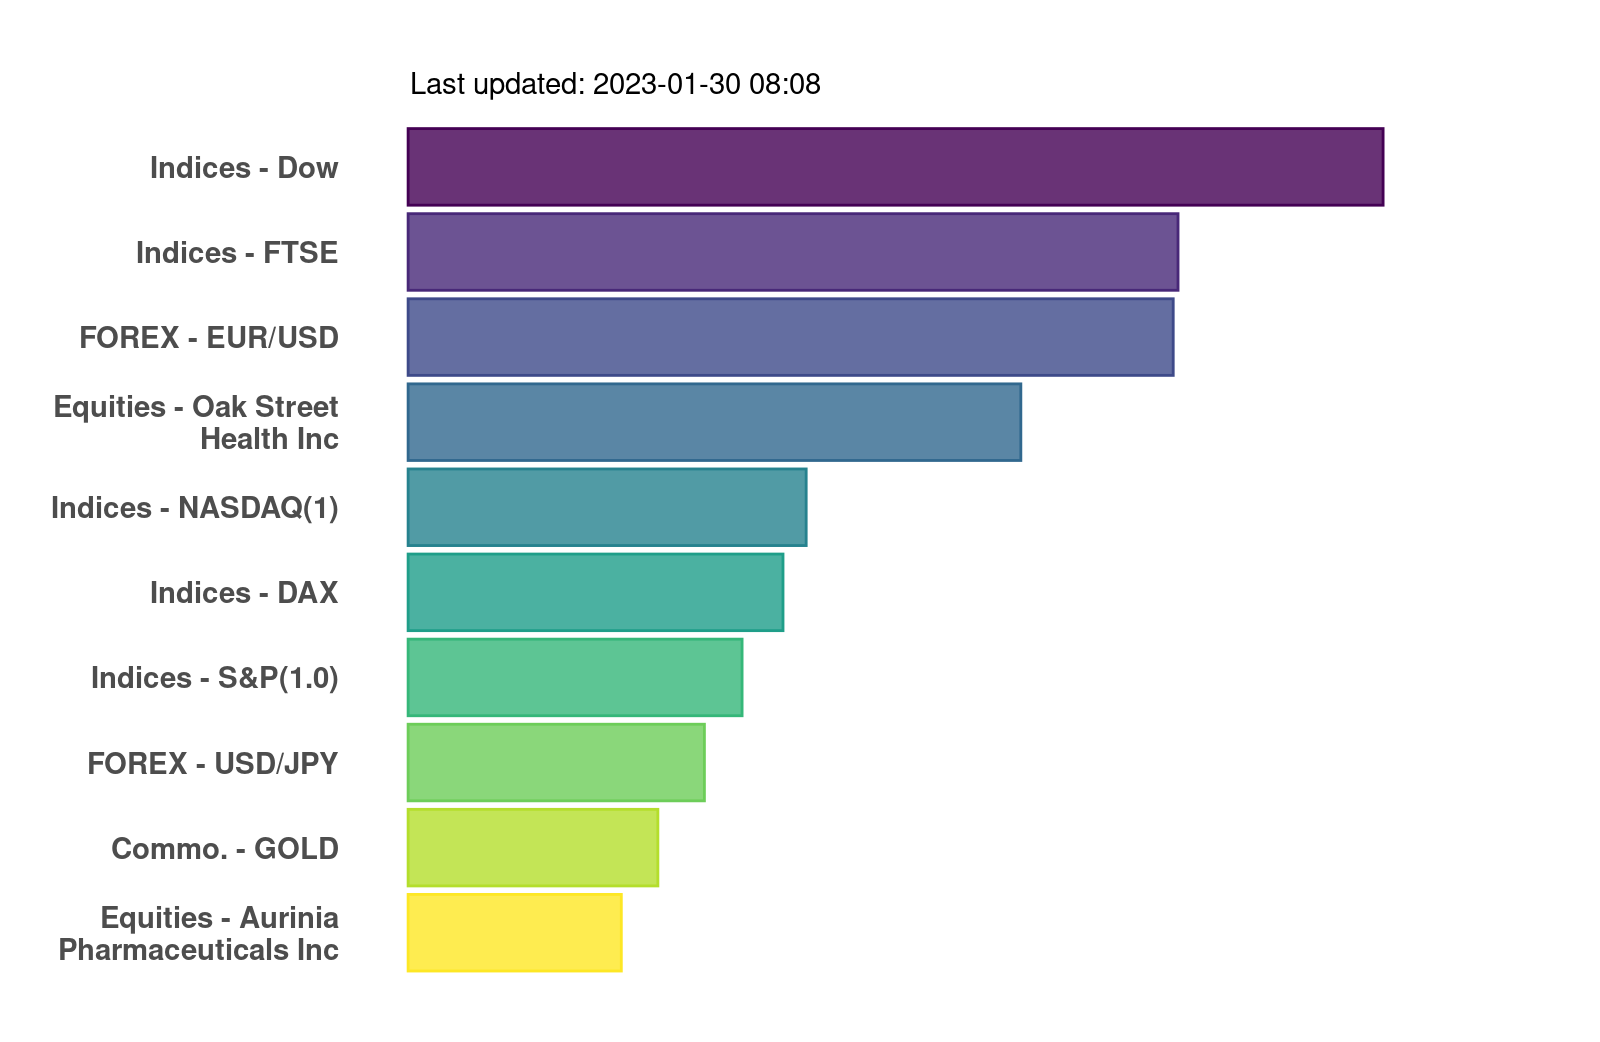 Last updated: 2023-01-30 08:08
Indices - Dow
Indices - FTSE
FOREX - EUR/USD
Equities - Oak Street
Health Inc
Indices - NASDAQ(1)
Indices - DAX
Indices - S&P(1.0)
FOREX - USD/JPY
Commo. - GOLD
Equities - Aurinia
Pharmaceuticals Inc